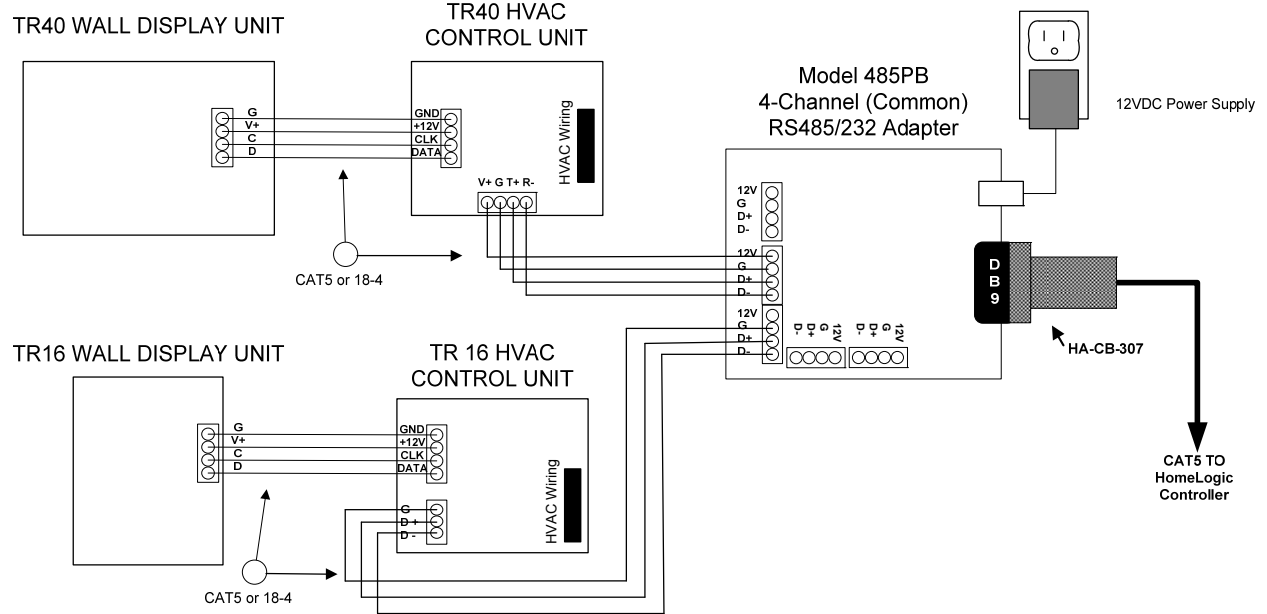 TR40 WALL DISPLAY UNIT
G
V+
C
D
TR40 HVAC
CONTROL UNIT
GND
+12V
CLK
DATA
HVAC Wiring
V+ G T+ R-
CAT5 or 18-4
Model 485PB
4-Channel (Common)
RS485/232 Adapter
12V
G
D+
D-
12V
G
D+
D-
12V
G
D+
D-
D- D+ G 12V
D- D+ G 12V
12VDC Power Supply
D
B
9
HA-CB-307
CAT5 TO
HomeLogic
Controller
TR16 WALL DISPLAY UNIT
G
V+
C
D
TR 16 HVAC
CONTROL UNIT
GND
+12V
CLK
DATA
G
D +
D -
HVAC Wiring
CAT5 or 18-4